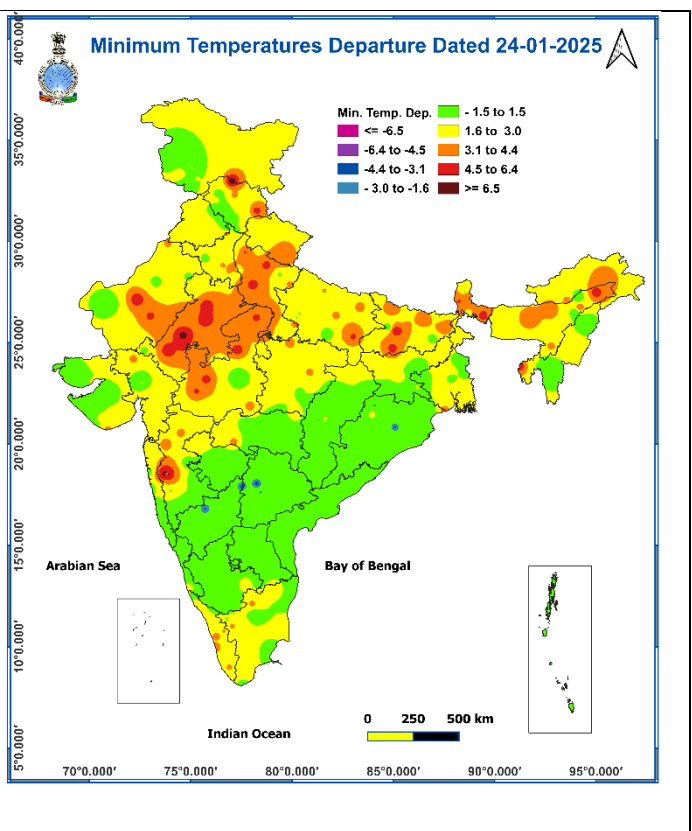 Minimum Temperatures Departure Dated 24-01-2025
Min. Temp. Dep.
<= -6.5
-6.4 to -4.5
-4.4 to -3.1
- 3.0 to -1.6
- 1.5 to 1.5
1.6 to 3.0
3.1 to 4.4
4.5 to 6.4
>= 6.5
40°0.000′
35°0.000′
30°0.000′
25°0.000′
20°0.000′
15°0.000′
10°0.000′
5°0.000′
Arabian Sea
Bay of Bengal
Indian Ocean
0 250 500 km
70°0.000′ 75°0.000′ 80°0.000′ 85°0.000′ 90°0.000′ 95°0.000′